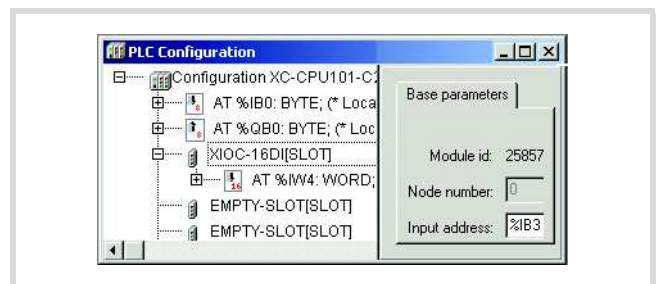 PLC Configuration
Configuration XC-CPU101-C2
AT %IB0: BYTE; (* Loca
AT %QB0: BYTE; (* Loc
XIOC-16DI[SLOT]
AT %IW4: WORD;
EMPTY-SLOT[SLOT]
EMPTY-SLOT[SLOT]
Base parameters
Module id: 25857
Node number: 0
Input address: %IB3